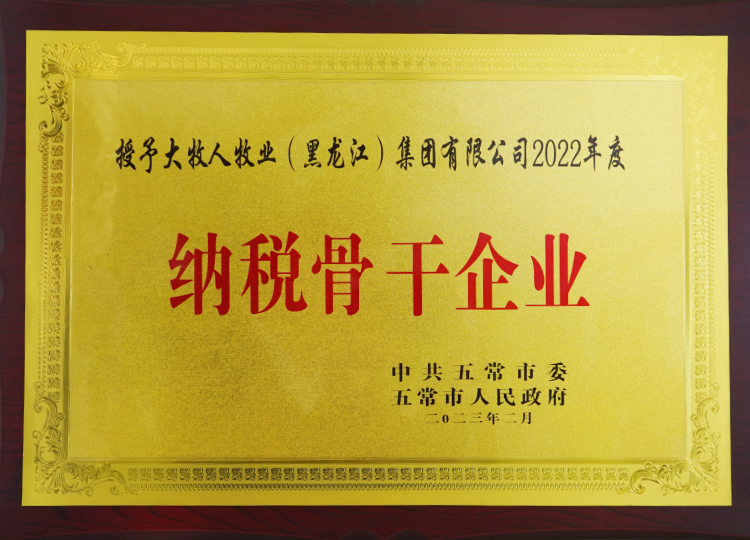 授予大牧人牧业（黑龙江）集团有限公司2022年度
纳税骨干企业
中共五常市委
五常市人民政府
二0二三年二月